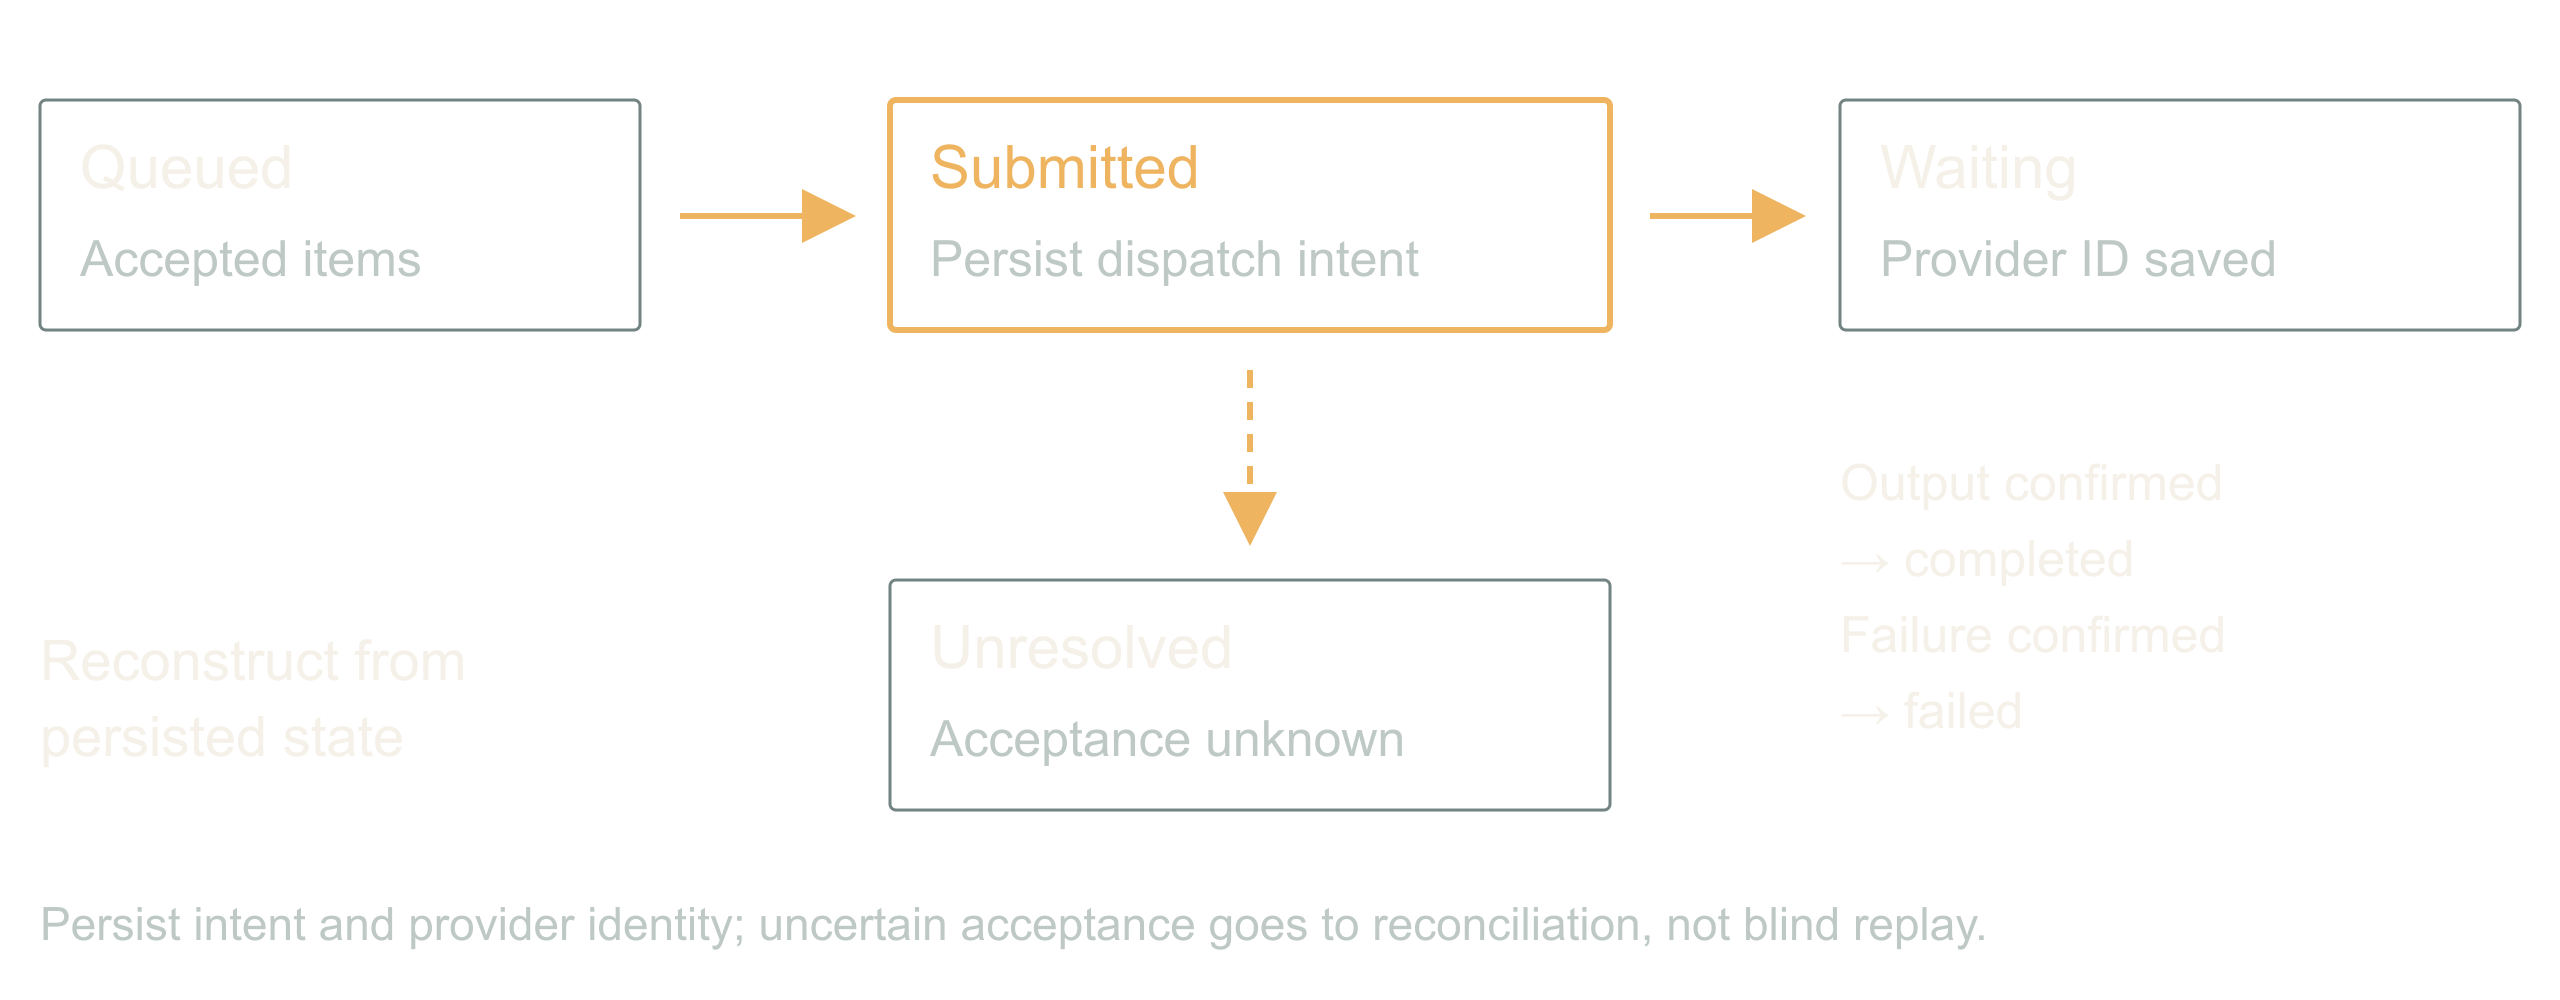 Queued
Accepted items
Submitted
Persist dispatch intent
Waiting
Provider ID saved
Output confirmed
→ completed
Failure confirmed
→ failed
Reconstruct from
persisted state
Unresolved
Acceptance unknown
Persist intent and provider identity; uncertain acceptance goes to reconciliation, not blind replay.